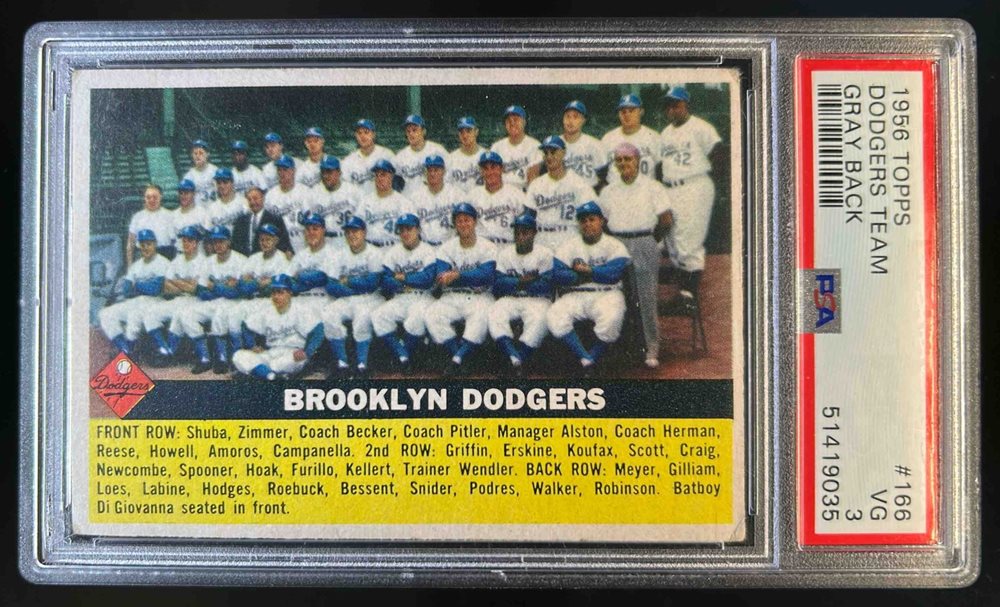 Dodgers
BROOKLYN DODGERS
FRONT ROW: Shuba, Zimmer, Coach Becker, Coach Pitler, Manager Alston, Coach Herman,
Reese, Howell, Amoros, Campanella. 2nd ROW: Griffin, Erskine, Koufax, Scott, Craig,
Newcombe, Spooner, Hoak, Furillo, Kellert, Trainer Wendler. BACK ROW: Meyer, Gilliam,
Loes, Labine, Hodges, Roebuck, Bessent, Snider, Podres, Walker, Robinson. Batboy
Di Giovanna seated in front.
1956 TOPPS
DODGERS TEAM
GRAY BACK
#166
VG
3
PSA
51419035
42
36
12